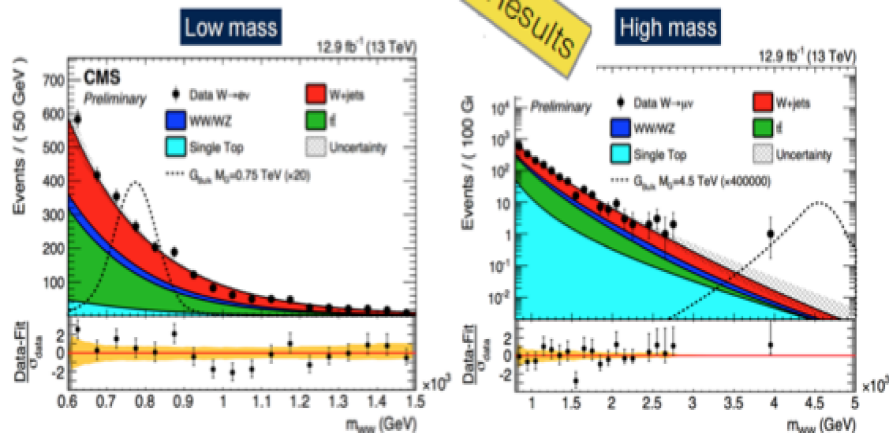 Low mass
Results
High mass
12.9 fb⁻¹ (13 TeV)
CMS
Preliminary
Data W→eν
W+jets
WW/WZ
tt̄
Single Top
Uncertainty
G_Bulk M_G=0.75 TeV (×20)
Events / ( 50 GeV )
700
600
500
400
300
200
100
Data-Fit
σ_data
2
0
-2
0.6 0.7 0.8 0.9 1 1.1 1.2 1.3 1.4 1.5
×10³
m_WW (GeV)
12.9 fb⁻¹ (13 TeV)
Preliminary
Data W→μν
W+jets
WW/WZ
tt̄
Single Top
Uncertainty
G_Bulk M_G=4.5 TeV (×400000)
Events / ( 100 G
10³
10²
10
1
10⁻¹
10⁻²
Data-Fit
σ_data
2
0
-2
1 1.5 2 2.5 3 3.5 4 4.5 5
×10³
m_WW (GeV)